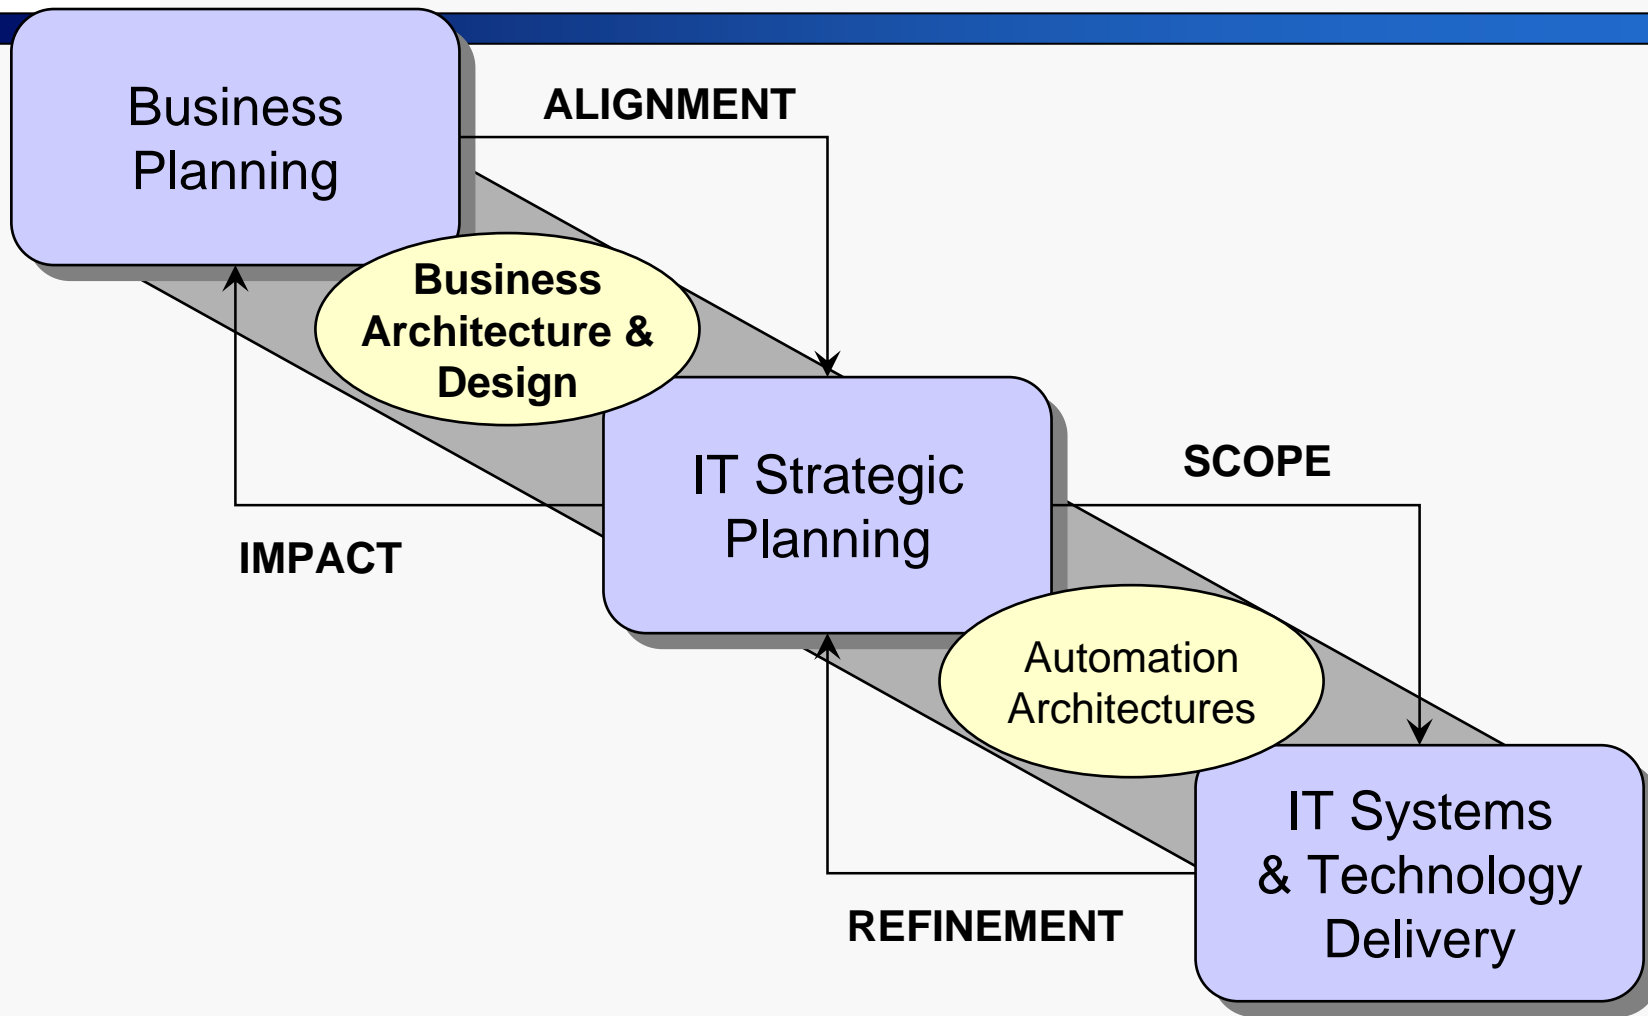 Business
Planning
ALIGNMENT
Business
Architecture &
Design
IT Strategic
Planning
SCOPE
IMPACT
Automation
Architectures
IT Systems
& Technology
Delivery
REFINEMENT